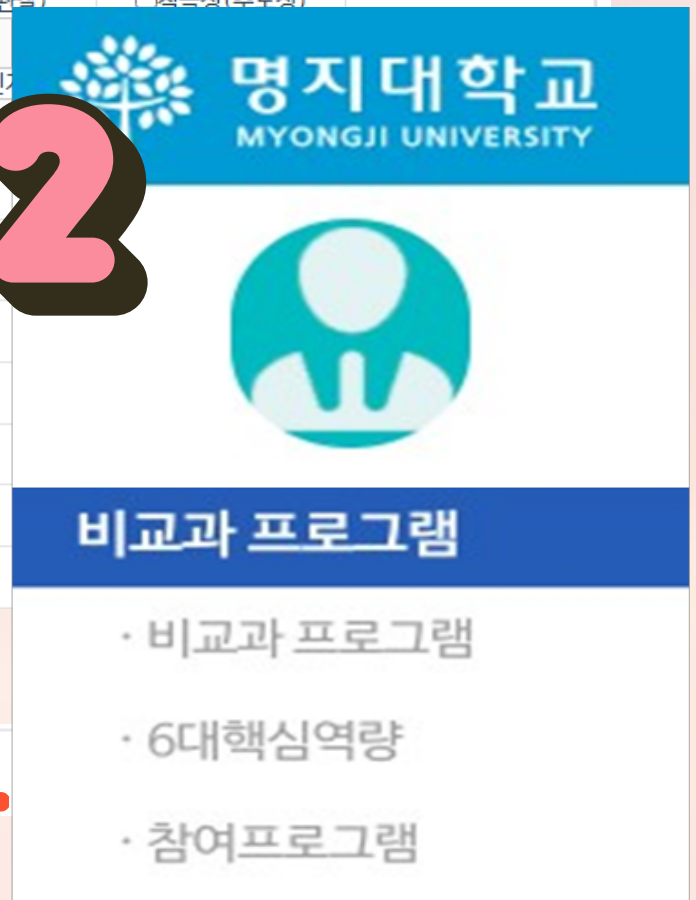 명지대학교
MYONGJI UNIVERSITY
2
비교과 프로그램
· 비교과 프로그램
· 6대핵심역량
· 참여프로그램